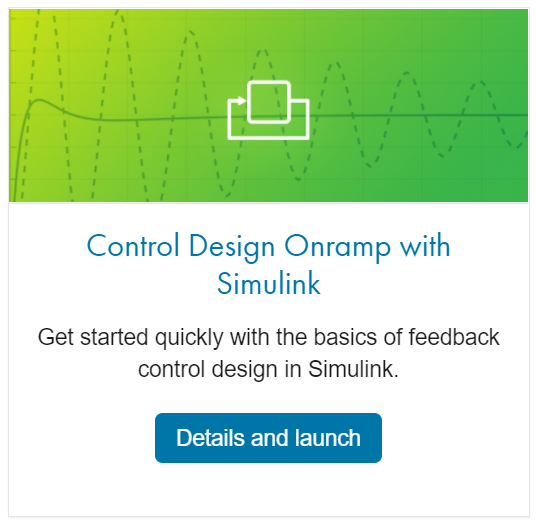 Control Design Onramp with
Simulink
Get started quickly with the basics of feedback
control design in Simulink.
Details and launch